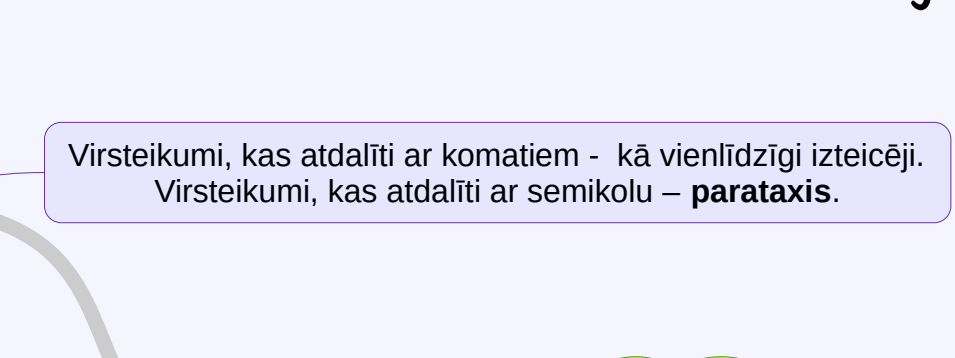 Virsteikumi, kas atdalīti ar komatiem -  kā vienlīdzīgi izteicēji.
Virsteikumi, kas atdalīti ar semikolu – parataxis.